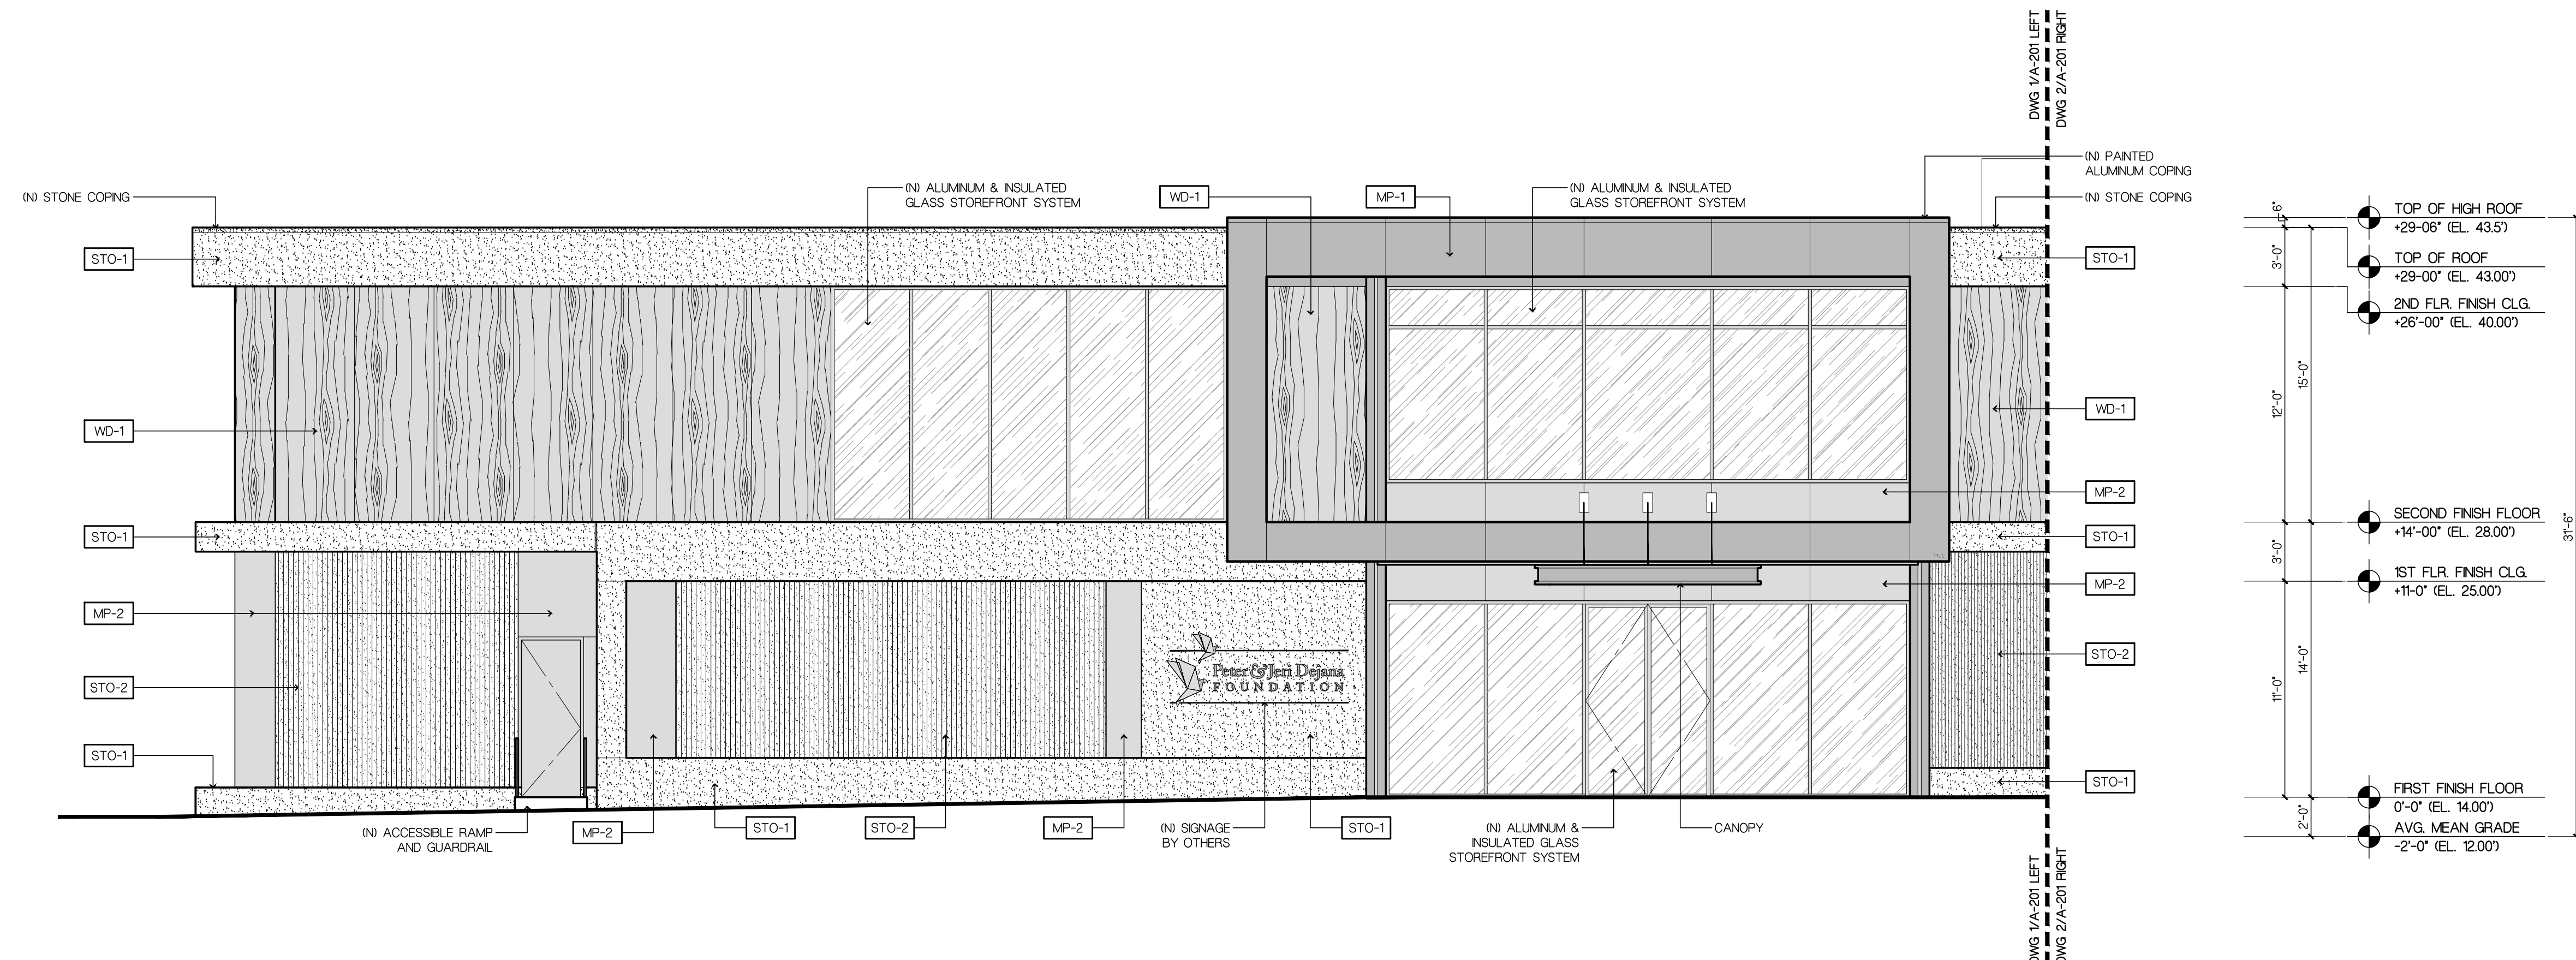 DWG 1/A-201 LEFT
DWG 2/A-201 RIGHT
(N) STONE COPING
(N) ALUMINUM & INSULATED
GLASS STOREFRONT SYSTEM
WD-1
MP-1
(N) ALUMINUM & INSULATED
GLASS STOREFRONT SYSTEM
(N) PAINTED
ALUMINUM COPING
(N) STONE COPING
STO-1
STO-1
WD-1
WD-1
MP-2
STO-1
STO-1
MP-2
MP-2
STO-2
STO-2
STO-1
STO-1
Peter & Jeri Dejana
FOUNDATION
(N) ACCESSIBLE RAMP
AND GUARDRAIL
MP-2
STO-1
STO-2
MP-2
(N) SIGNAGE
BY OTHERS
STO-1
(N) ALUMINUM &
INSULATED GLASS
STOREFRONT SYSTEM
CANOPY
DWG 1/A-201 LEFT
DWG 2/A-201 RIGHT
6"
3'-0"
12'-0"
15'-0"
3'-0"
14'-0"
11'-0"
2'-0"
31'-6"
TOP OF HIGH ROOF
+29-06" (EL. 43.5')
TOP OF ROOF
+29-00" (EL. 43.00')
2ND FLR. FINISH CLG.
+26'-00" (EL. 40.00')
SECOND FINISH FLOOR
+14'-00" (EL. 28.00')
1ST FLR. FINISH CLG.
+11-0" (EL. 25.00')
FIRST FINISH FLOOR
0'-0" (EL. 14.00')
AVG. MEAN GRADE
-2'-0" (EL. 12.00')